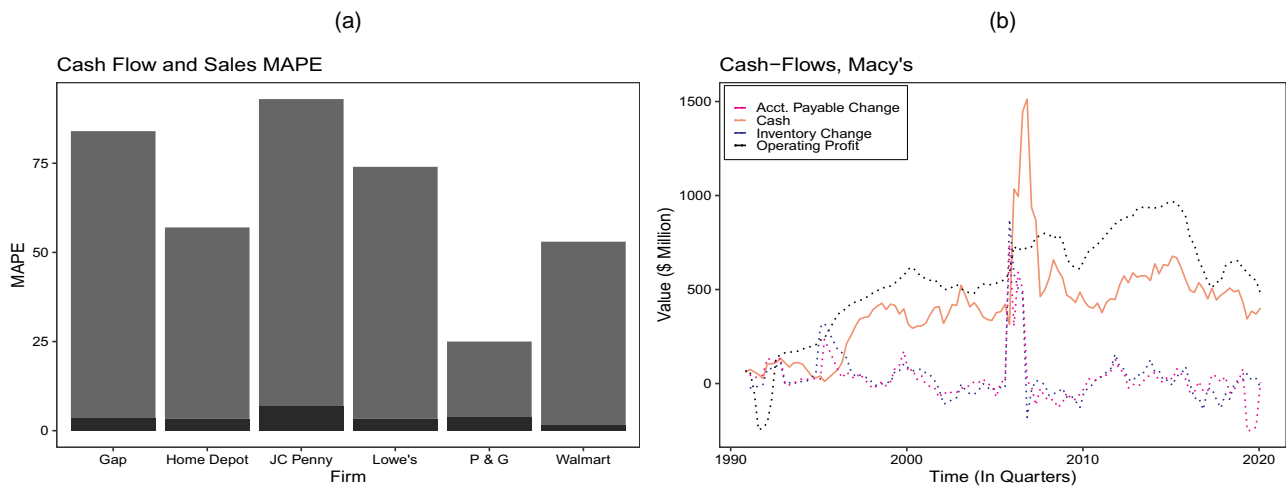 (a)
Cash Flow and Sales MAPE
MAPE
75
50
25
0
Gap Home Depot JC Penny Lowe's P & G Walmart
Firm
(b)
Cash−Flows, Macy's
Value ($ Million)
1500
1000
500
0
Acct. Payable Change
Cash
Inventory Change
Operating Profit
1990 2000 2010 2020
Time (In Quarters)